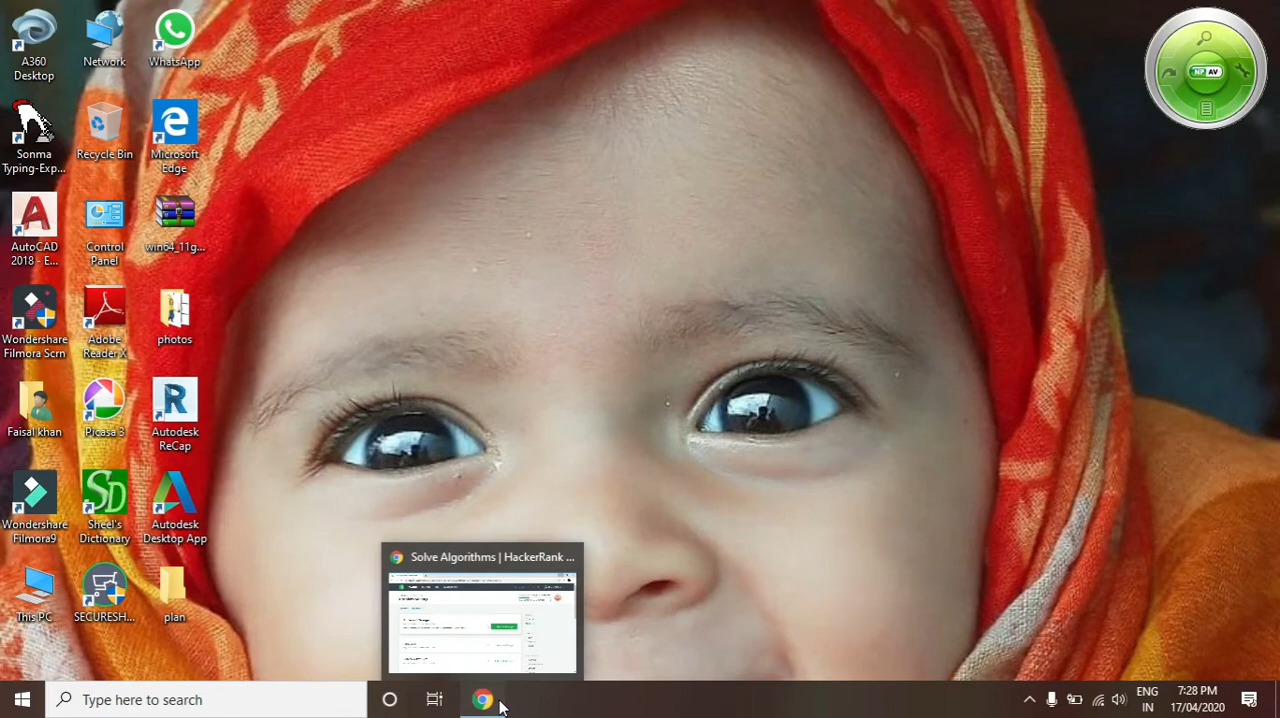 A360
Desktop
Network
WhatsApp
Sonma
Typing-Exp...
Recycle Bin
Microsoft
Edge
AutoCAD
2018 - E...
Control
Panel
win64_11g...
Wondershare
Filmora Scrn
Adobe
Reader X
photos
Faisal khan
Picasa 3
Autodesk
ReCap
Wondershare
Filmora9
Sheel's
Dictionary
Autodesk
Desktop App
This PC
SECURESH...
plan
NP AV
Solve Algorithms | HackerRank ...
Type here to search
ENG
IN
7:28 PM
17/04/2020